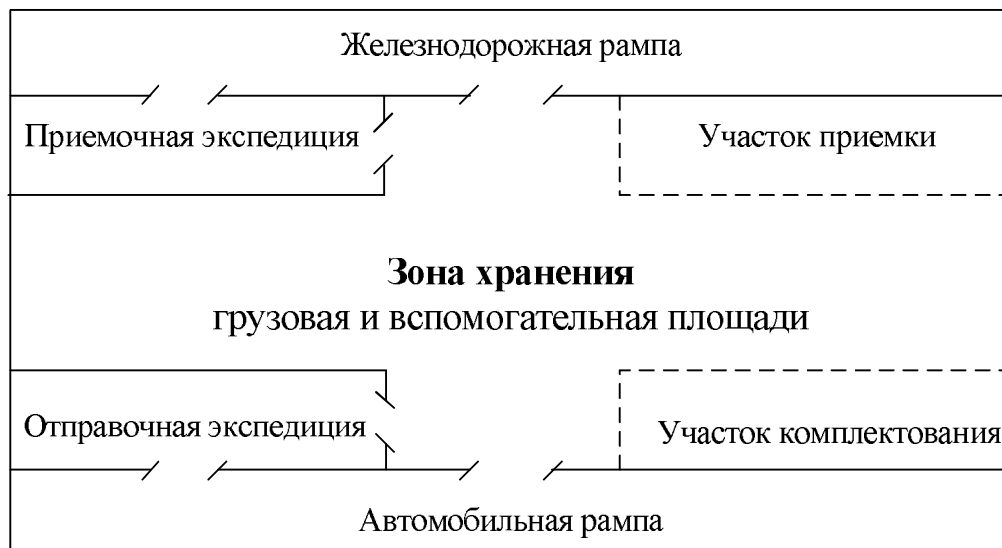 Железнодорожная рампа
Приемочная экспедиция
Участок приемки
Зона хранения
грузовая и вспомогательная площади
Отправочная экспедиция
Участок комплектования
Автомобильная рампа